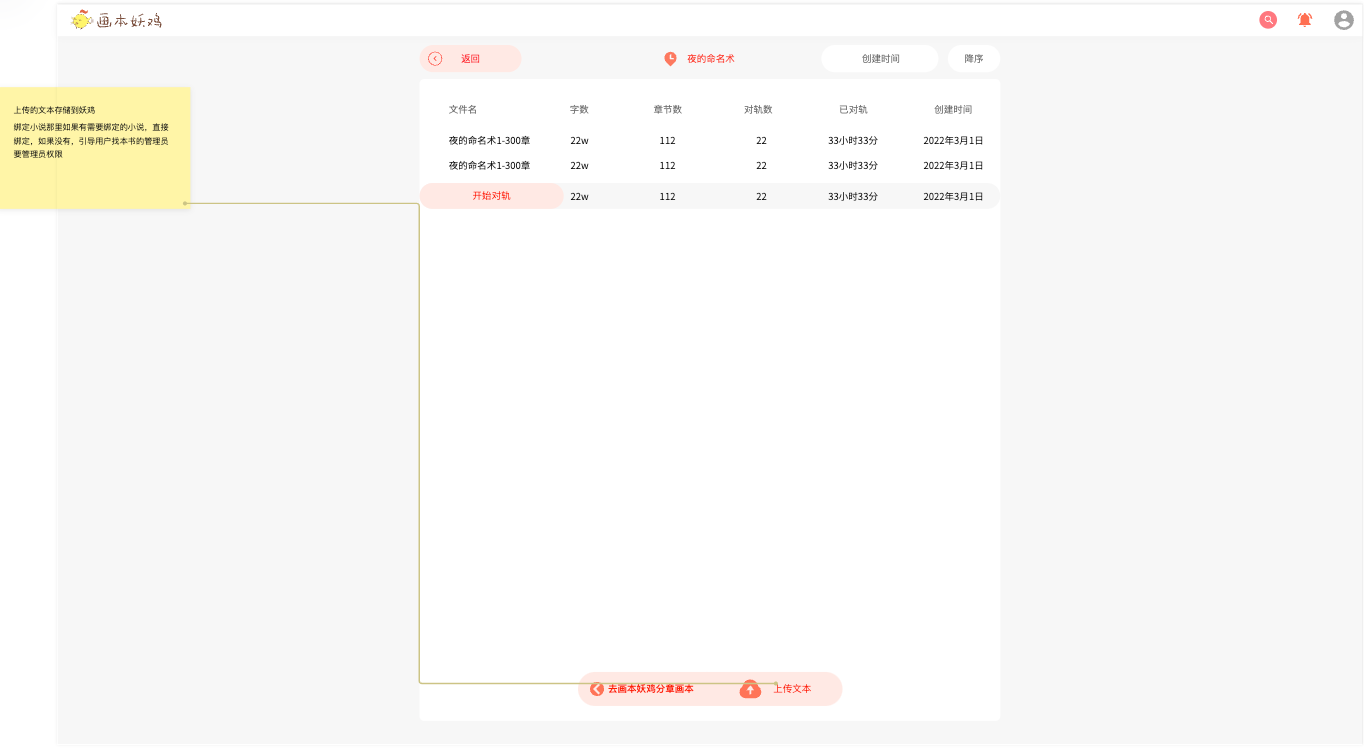 画本妖鸡
返回
夜的命名术
创建时间
降序
上传的文本存储到妖鸡
绑定小说那里如果有需要绑定的小说，直接
绑定，如果没有，引导用户找本书的管理员
要管理员权限
文件名 字数 章节数 对轨数 已对轨 创建时间
夜的命名术1-300章 22w 112 22 33小时33分 2022年3月1日
夜的命名术1-300章 22w 112 22 33小时33分 2022年3月1日
开始对轨 22w 112 22 33小时33分 2022年3月1日
去画本妖鸡分章画本
上传文本